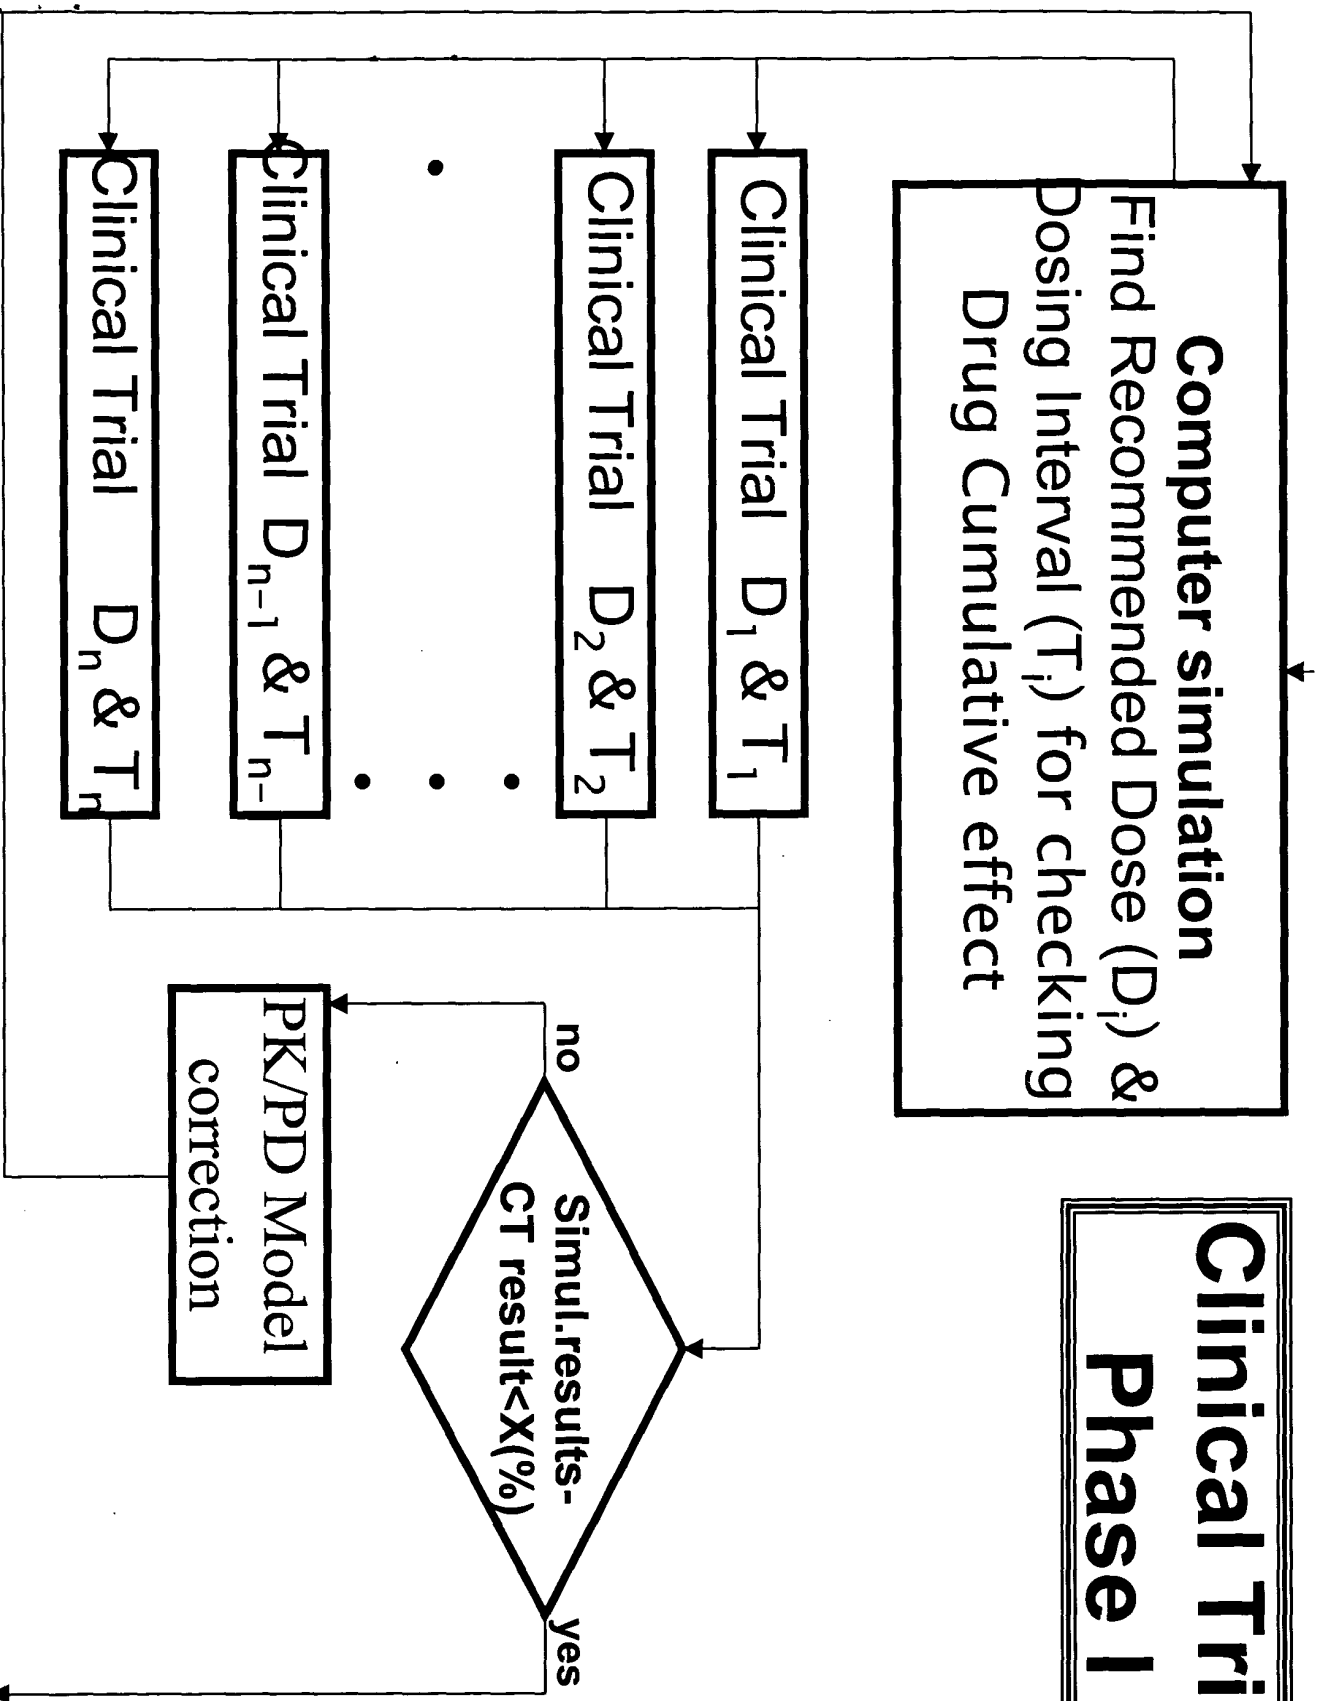 Clinical Tri
Phase I
Computer simulation
Find Recommended Dose (Di) &
Dosing Interval (Ti) for checking
Drug Cumulative effect
Clinical Trial D1 & T1
Clinical Trial D2 & T2
Clinical Trial Dn-1 & Tn-
Clinical Trial Dn & Tn
Simul.results-
CT result<X(%)
no
yes
PK/PD Model
correction